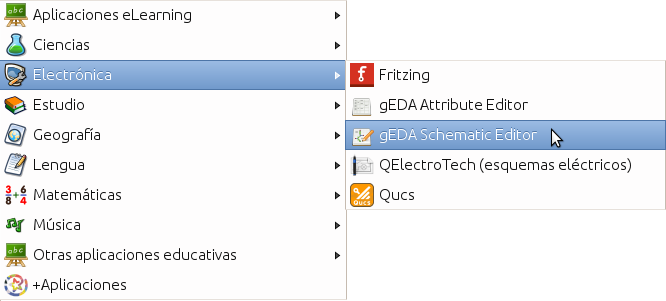 Aplicaciones eLearning
Ciencias
Electrónica
Estudio
Geografía
Lengua
Matemáticas
Música
Otras aplicaciones educativas
+Aplicaciones
Fritzing
gEDA Attribute Editor
gEDA Schematic Editor
QElectroTech (esquemas eléctricos)
Qucs